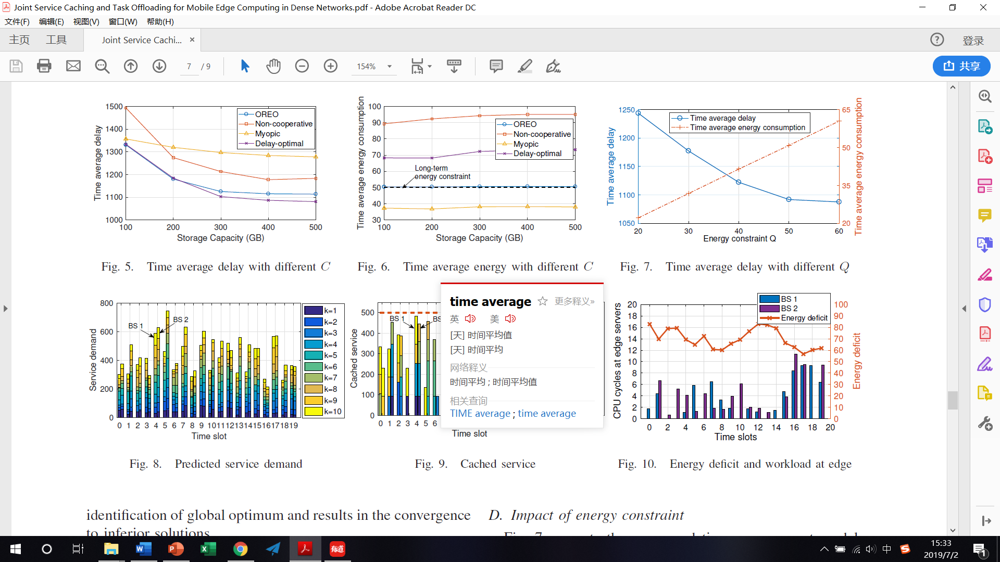 Joint Service Caching and Task Offloading for Mobile Edge Computing in Dense Networks.pdf - Adobe Acrobat Reader DC
文件(F) 编辑(E) 视图(V) 窗口(W) 帮助(H)
主页 工具 Joint Service Cachi... × 登录
7 / 9 154% 共享
1500
1400
1300
1200
1100
1000
100 200 300 400 500
Time average delay
Storage Capacity (GB)
OREO
Non-cooperative
Myopic
Delay-optimal
Fig. 5. Time average delay with different C
100
90
80
70
60
50
40
30
100 200 300 400 500
Time average energy consumption
Storage Capacity (GB)
OREO
Non-cooperative
Myopic
Delay-optimal
Long-term
energy constraint
Fig. 6. Time average energy with different C
1250
1200
1150
1100
1050
65
50
35
20
20 30 40 50 60
Time average delay
Time average energy consumption
Energy constraint Q
Time average delay
Time average energy consumption
Fig. 7. Time average delay with different Q
800
600
400
200
0
Service demand
BS 1
BS 2
0 1 2 3 4 5 6 7 8 9 10 11 12 13 14 15 16 17 18 19
Time slot
k=1
k=2
k=3
k=4
k=5
k=6
k=7
k=8
k=9
k=10
Fig. 8. Predicted service demand
500
400
300
200
100
0
Cached service
BS 1
BS
0 1 2 3 4 5 6
Time slot
Fig. 9. Cached service
time average 更多释义»
英 美
[天] 时间平均值
[天] 时间平均
网络释义
时间平均 ; 时间平均值
相关查询
TIME average ; time average
20
18
16
14
12
10
8
6
4
2
0
100
90
80
70
60
50
40
30
20
10
0
CPU cycles at edge servers
Energy deficit
BS 1
BS 2
Energy deficit
0 2 4 6 8 10 12 14 16 18 20
Time slots
Fig. 10. Energy deficit and workload at edge
identification of global optimum and results in the convergence
to inferior solutions
D. Impact of energy constraint
Fig. 7
中
有道
15:33
2019/7/2
1